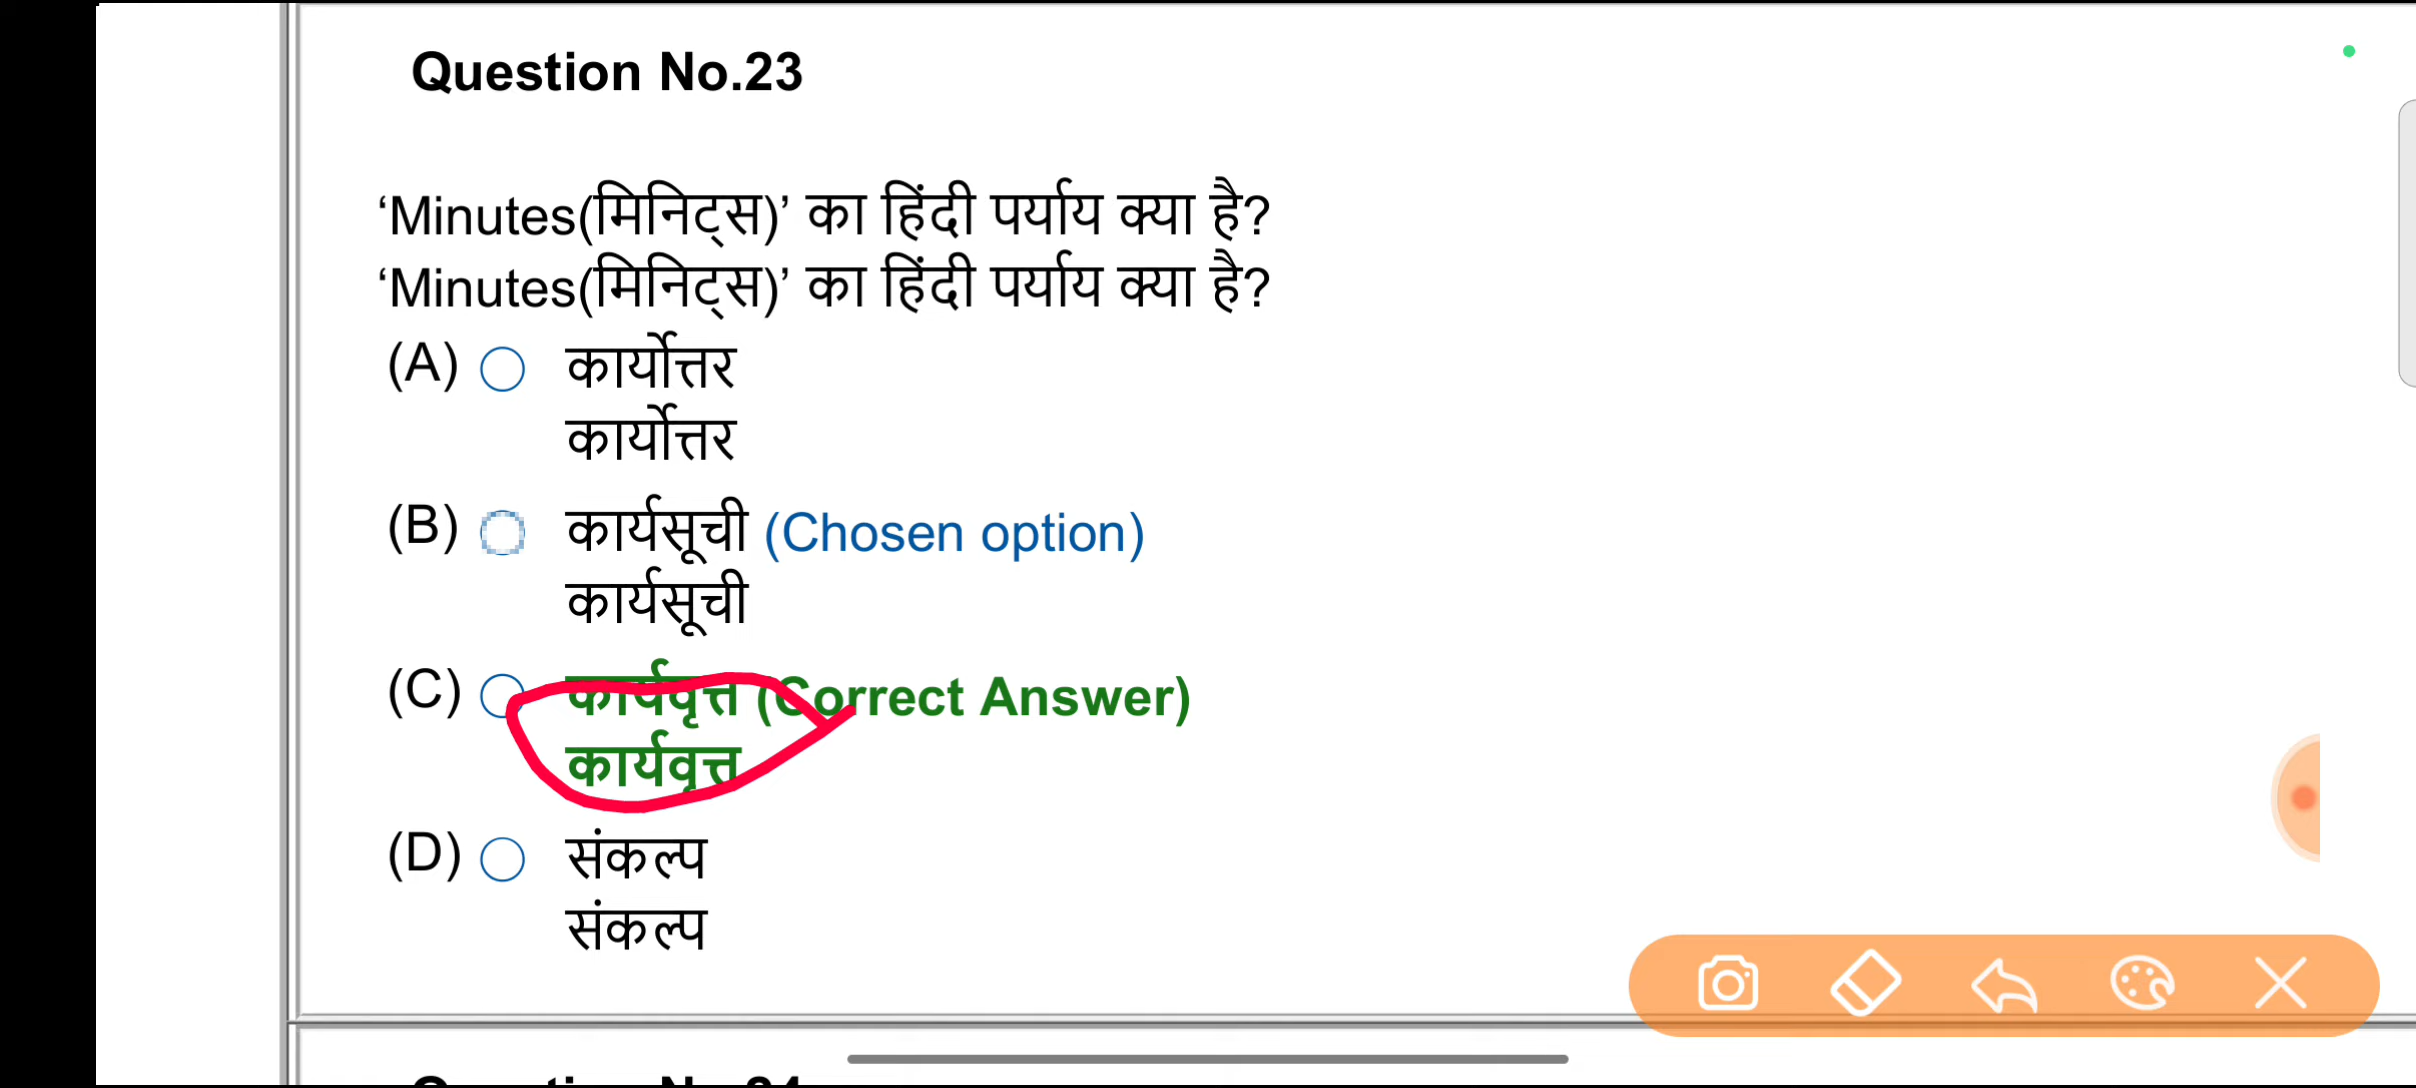 Question No.23
‘Minutes(मिनिट्स)’ का हिंदी पर्याय क्या है?
‘Minutes(मिनिट्स)’ का हिंदी पर्याय क्या है?
(A) कार्योत्तर
कार्योत्तर
(B) कार्यसूची (Chosen option)
कार्यसूची
(C) कार्यवृत्त (Correct Answer)
कार्यवृत्त
(D) संकल्प
संकल्प